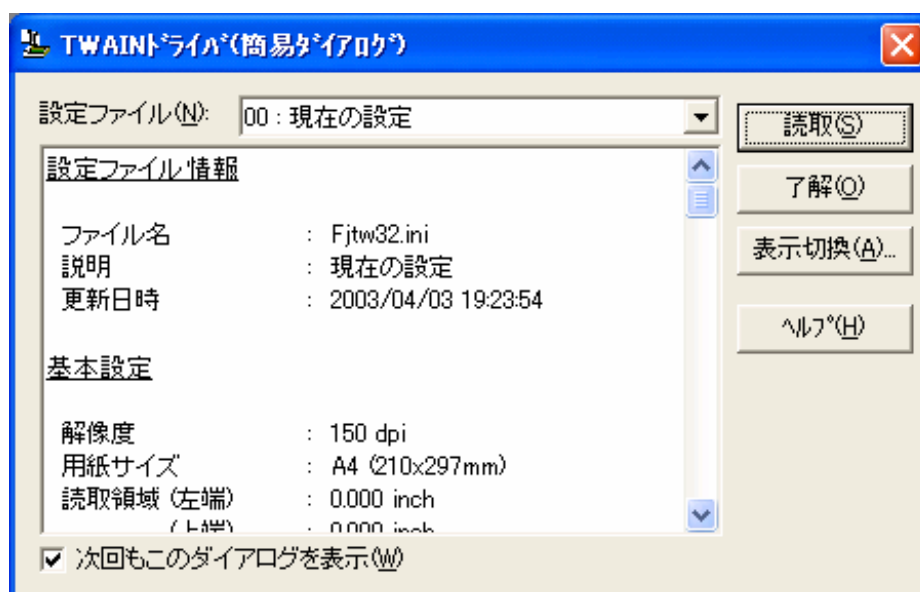 TWAINﾄﾞﾗｲﾊﾞ(簡易ﾀﾞｲｱﾛｸﾞ)
設定ファイル(N): 00 : 現在の設定
読取(S)
了解(O)
表示切換(A)...
ﾍﾙﾌﾟ(H)
設定ファイル情報
ファイル名 : Fjtw32.ini
説明 : 現在の設定
更新日時 : 2003/04/03 19:23:54
基本設定
解像度 : 150 dpi
用紙サイズ : A4 (210x297mm)
読取領域 (左端) : 0.000 inch
(上端) : 0.000 inch
次回もこのダイアログを表示(W)